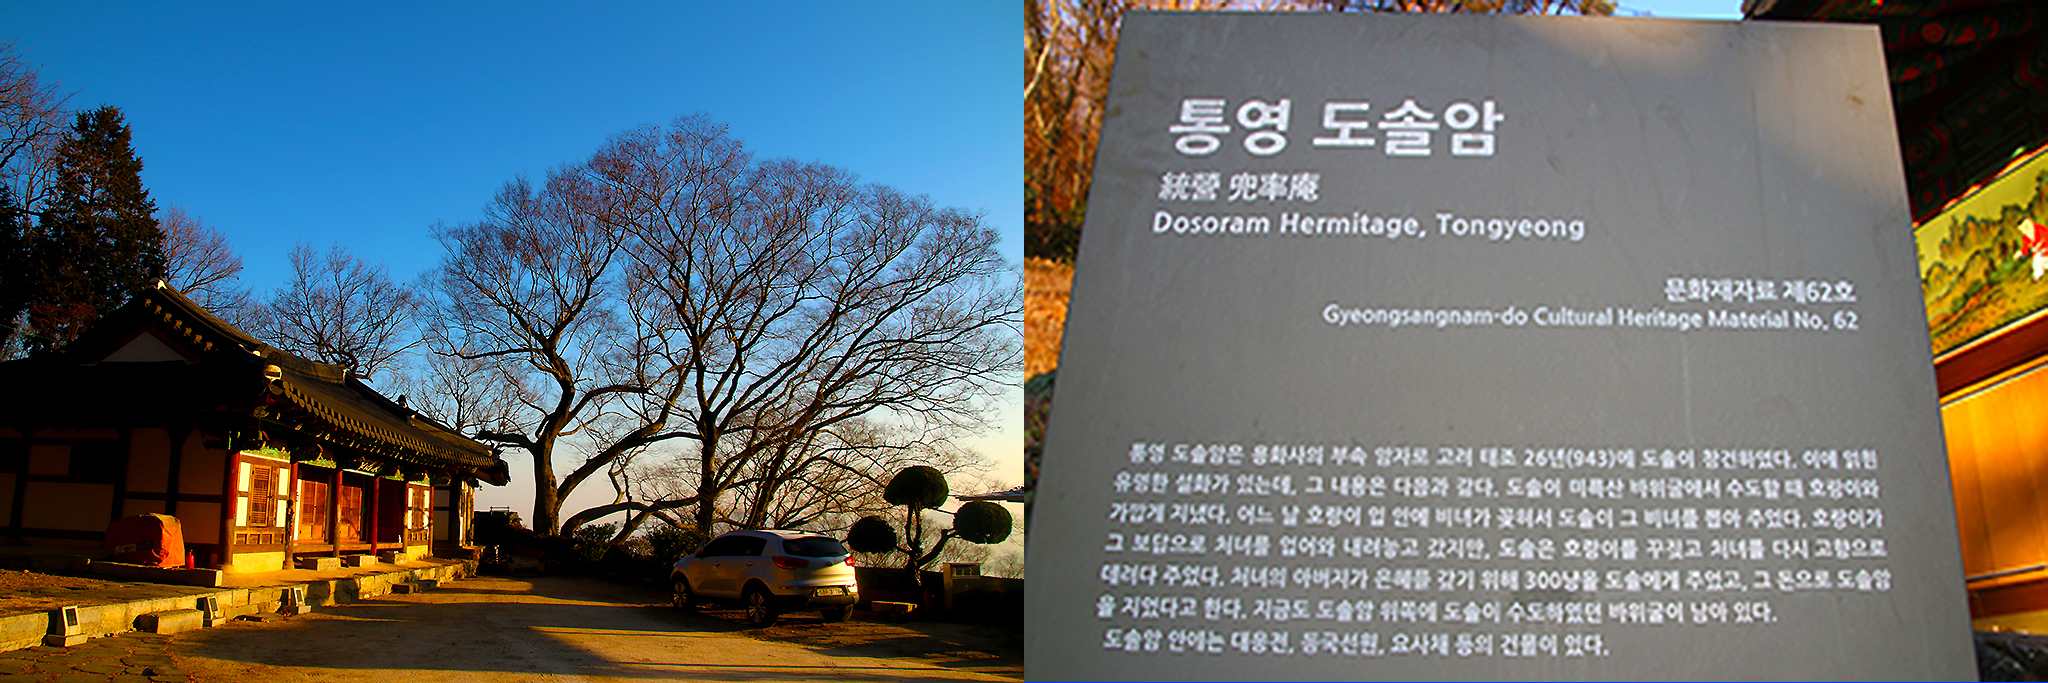 통영 도솔암
統營 兜率庵
Dosoram Hermitage, Tongyeong
문화재자료 제62호
Gyeongsangnam-do Cultural Heritage Material No. 62
통영 도솔암은 용화사의 부속 암자로 고려 태조 26년(943)에 도솔이 창건하였다. 이에 얽힌
유명한 설화가 있는데, 그 내용은 다음과 같다. 도솔이 미륵산 바위굴에서 수도할 때 호랑이와
가깝게 지냈다. 어느 날 호랑이 입 안에 비녀가 꽂혀서 도솔이 그 비녀를 뽑아 주었다. 호랑이가
그 보답으로 처녀를 업어와 내려놓고 갔지만, 도솔은 호랑이를 꾸짖고 처녀를 다시 고향으로
데려다 주었다. 처녀의 아버지가 은혜를 갚기 위해 300냥을 도솔에게 주었고, 그 돈으로 도솔암
을 지었다고 한다. 지금도 도솔암 위쪽에 도솔이 수도하였던 바위굴이 남아 있다.
도솔암 안에는 대웅전, 동국선원, 요사채 등의 건물이 있다.